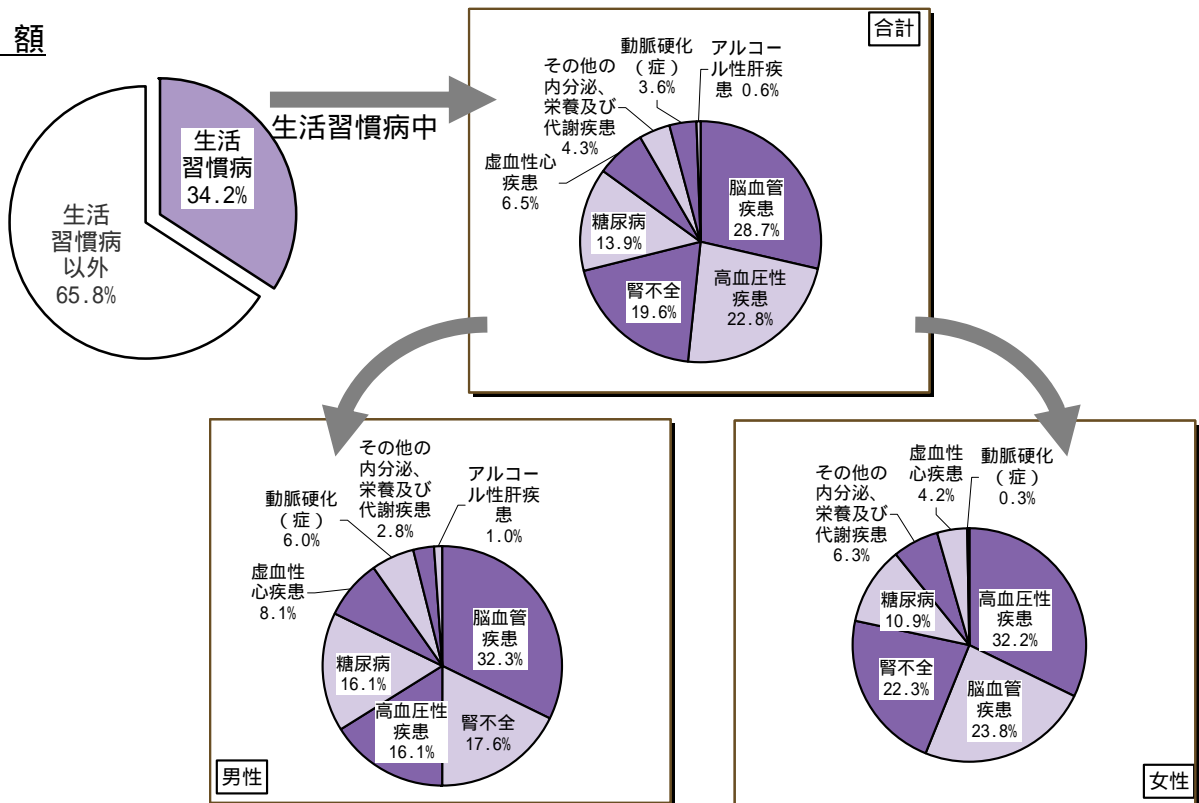 額
生活
習慣病
34.2%
生活
習慣病
以外
65.8%
生活習慣病中
合計
動脈硬化
(症)
3.6%
アルコー
ル性肝疾
患 0.6%
その他の
内分泌、
栄養及び
代謝疾患
4.3%
虚血性心
疾患
6.5%
糖尿病
13.9%
脳血管
疾患
28.7%
腎不全
19.6%
高血圧性
疾患
22.8%
その他の
内分泌、
栄養及び
代謝疾患
2.8%
アルコー
ル性肝疾
患
1.0%
動脈硬化
(症)
6.0%
虚血性
心疾患
8.1%
脳血管
疾患
32.3%
糖尿病
16.1%
高血圧性
疾患
16.1%
腎不全
17.6%
男性
虚血性
心疾患
4.2%
動脈硬化
(症)
0.3%
その他の
内分泌、
栄養及び
代謝疾患
6.3%
糖尿病
10.9%
高血圧性
疾患
32.2%
腎不全
22.3%
脳血管
疾患
23.8%
女性